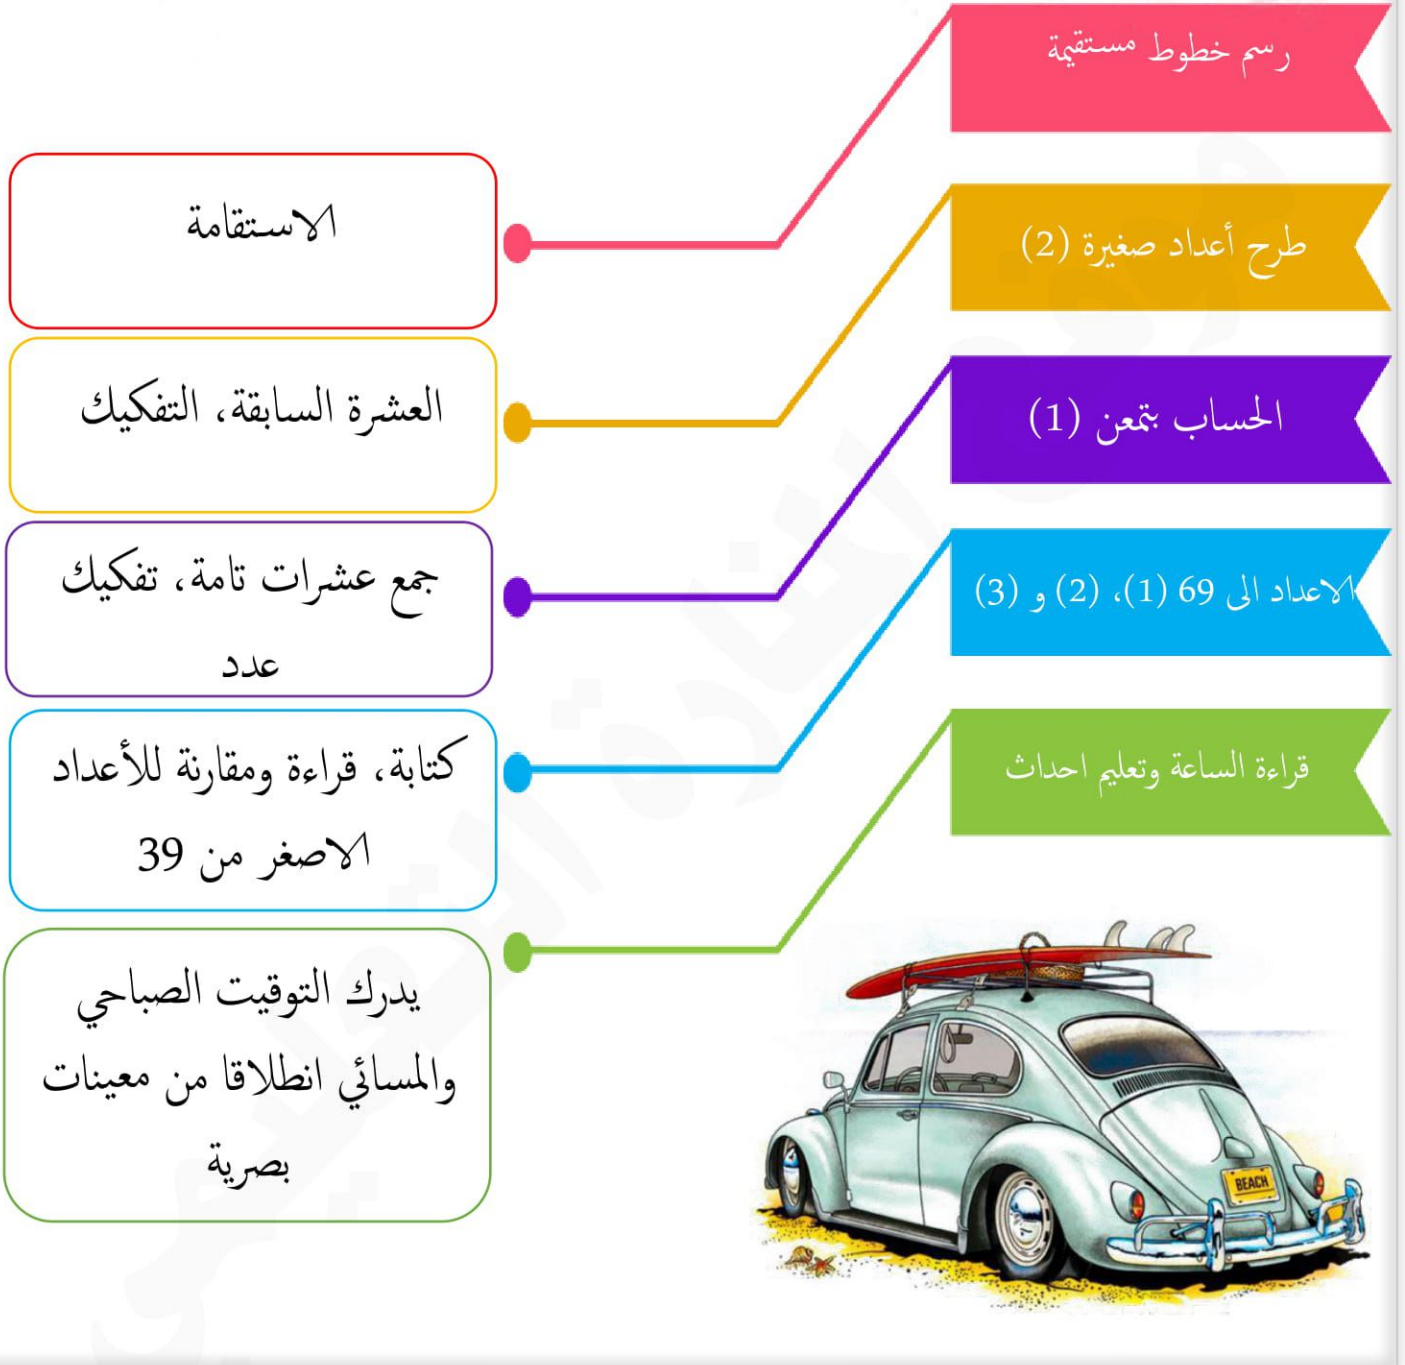 رسم خطوط مستقيمة
الاستقامة
طرح أعداد صغيرة (2)
العشرة السابقة، التفكيك
الحساب بتمعن (1)
جمع عشرات تامة، تفكيك
عدد
الاعداد الى 69 (1)، (2) و (3)
كتابة، قراءة ومقارنة للأعداد
الاصغر من 39
قراءة الساعة وتعليم احداث
يدرك التوقيت الصباحي
والمسائي انطلاقا من معينات
بصرية
BEACH